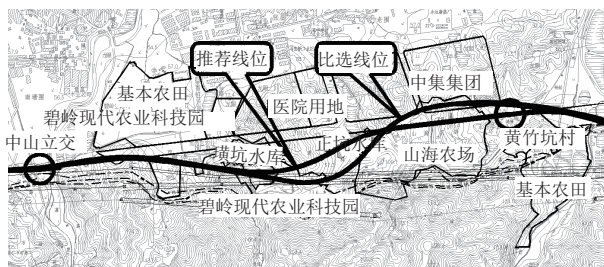 推荐线位
比选线位
中集集团
基本农田
医院用地
碧岭现代农业科技园
中山立交
横坑水库
正坑水库
黄竹坑村
山海农场
基本农田
碧岭现代农业科技园